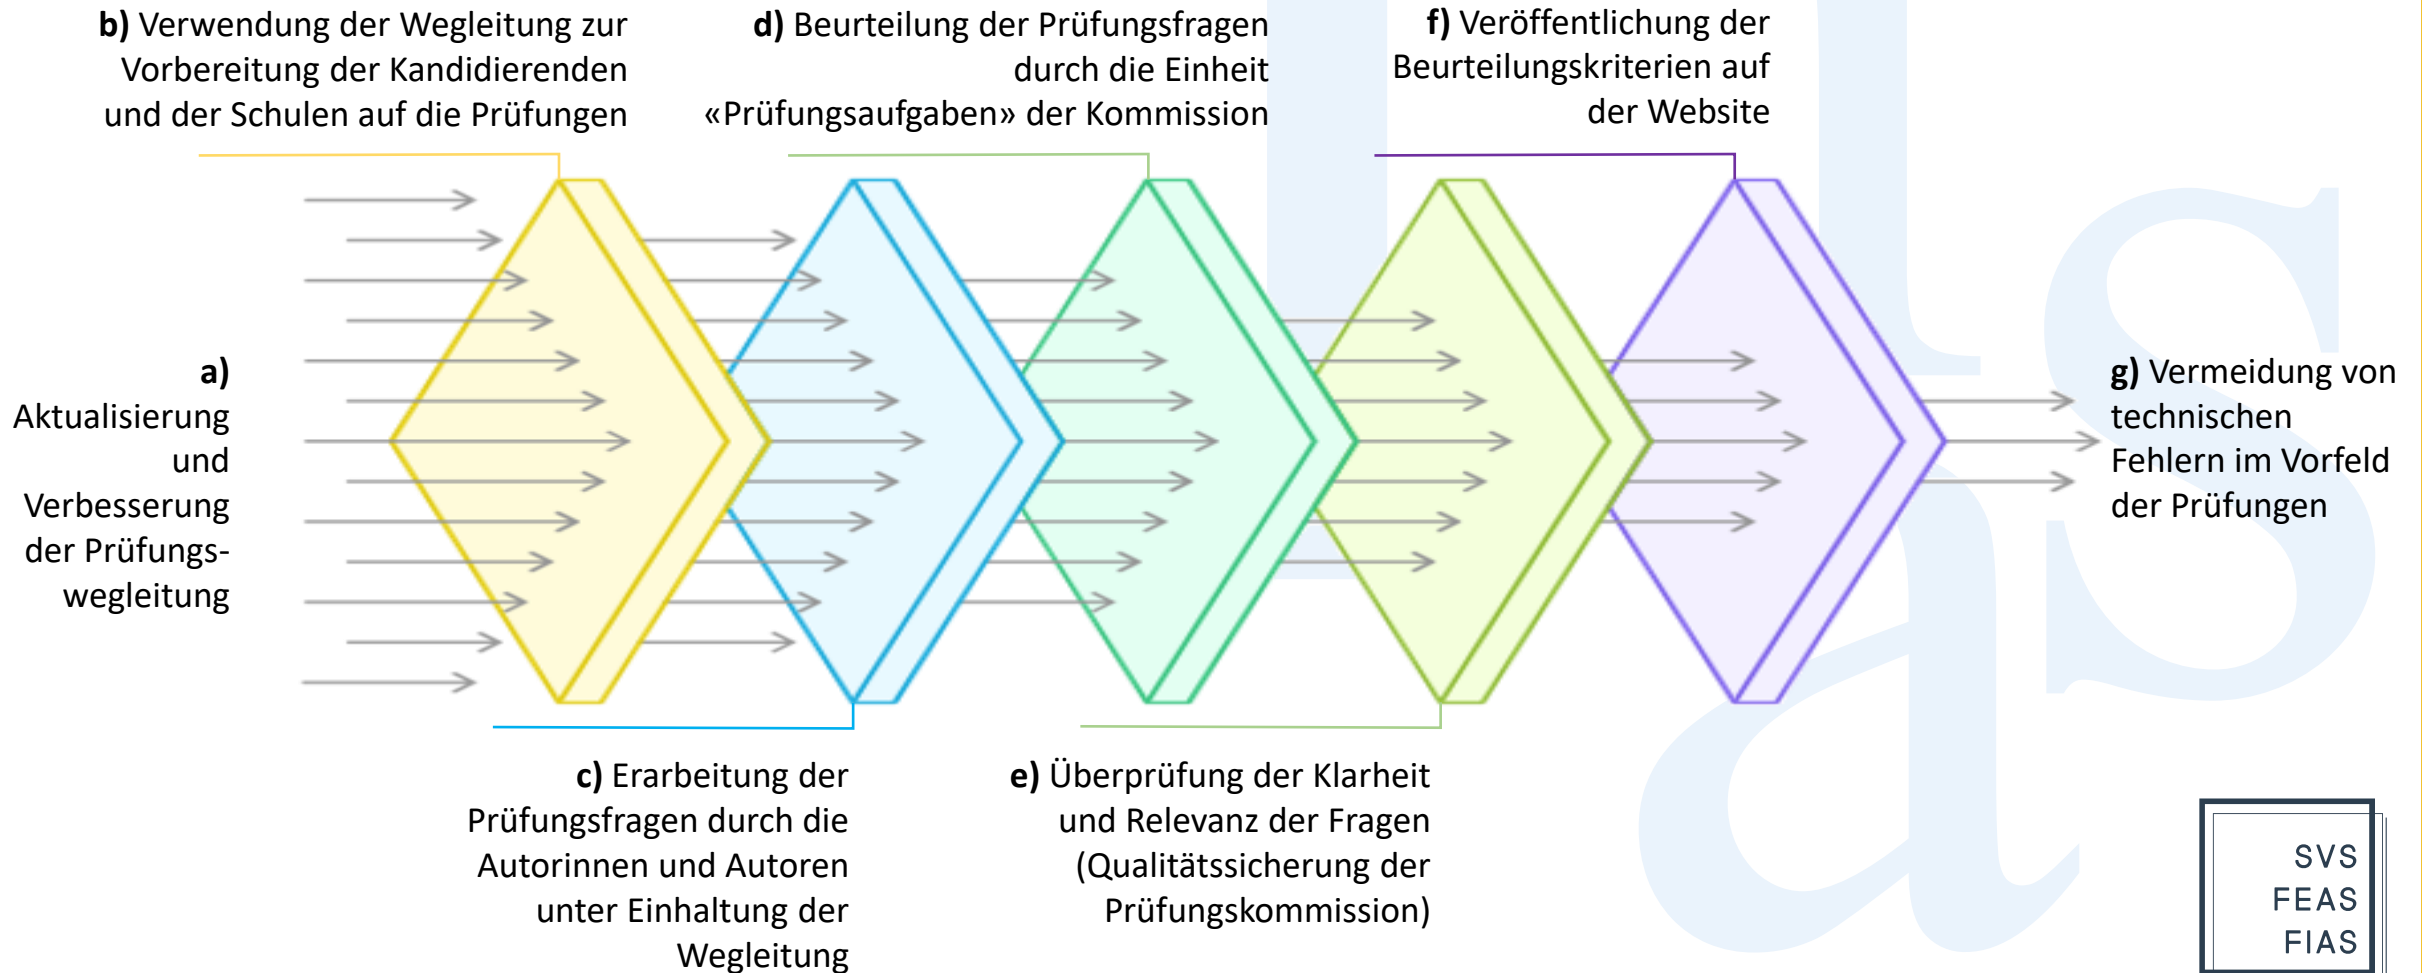 b) Verwendung der Wegleitung zur
Vorbereitung der Kandidierenden
und der Schulen auf die Prüfungen
d) Beurteilung der Prüfungsfragen
durch die Einheit
«Prüfungsaufgaben» der Kommission
f) Veröffentlichung der
Beurteilungskriterien auf
der Website
a)
Aktualisierung
und
Verbesserung
der Prüfungs-
wegleitung
g) Vermeidung von
technischen
Fehlern im Vorfeld
der Prüfungen
c) Erarbeitung der
Prüfungsfragen durch die
Autorinnen und Autoren
unter Einhaltung der
Wegleitung
e) Überprüfung der Klarheit
und Relevanz der Fragen
(Qualitätssicherung der
Prüfungskommission)
SVS
FEAS
FIAS